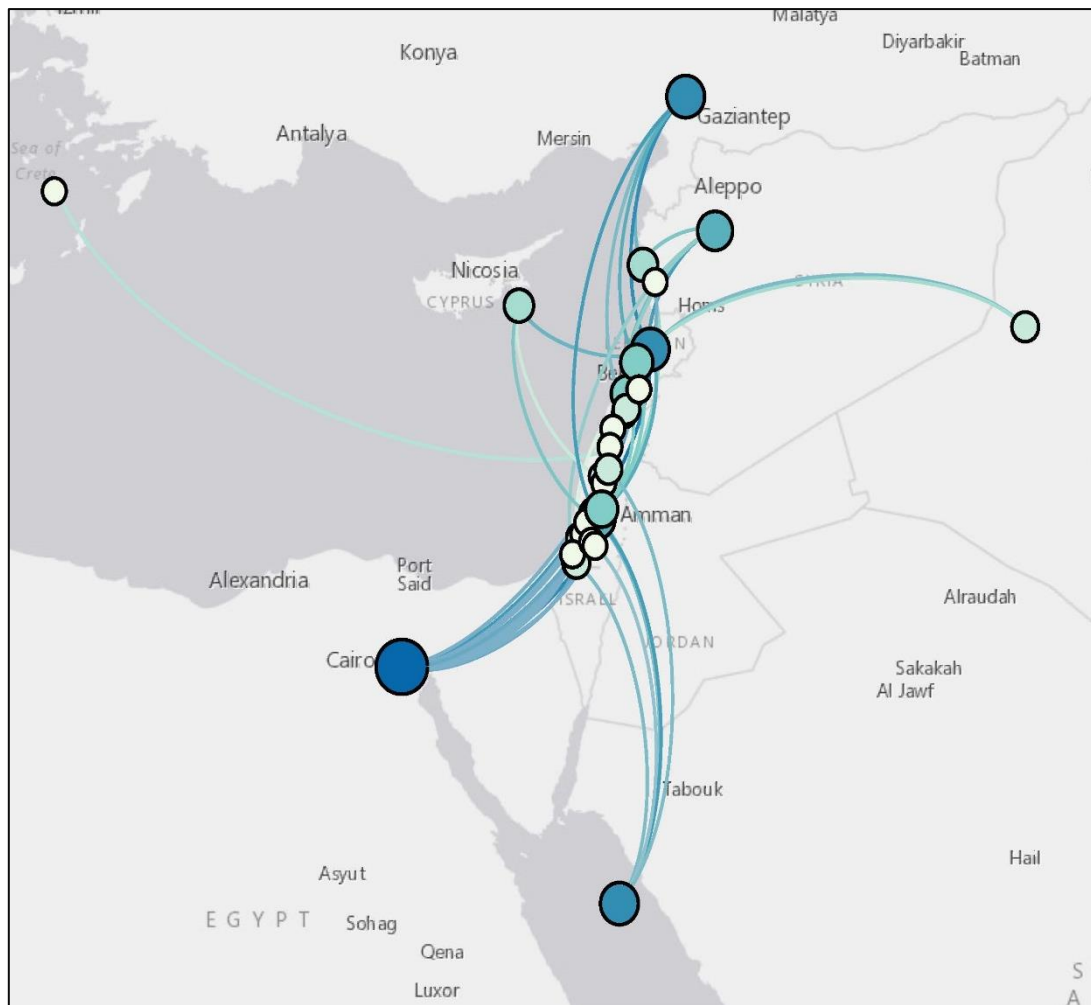 Malatya
Konya
Diyarbakir
Batman
Gaziantep
Antalya
Mersin
Sea of
Crete
Aleppo
Nicosia
CYPRUS
SYRIA
Homs
Amman
Port
Said
Alexandria
ISRAEL
Alraudah
JORDAN
Cairo
Sakakah
Al Jawf
Tabouk
Hail
Asyut
EGYPT
Sohag
Qena
Luxor
S
A